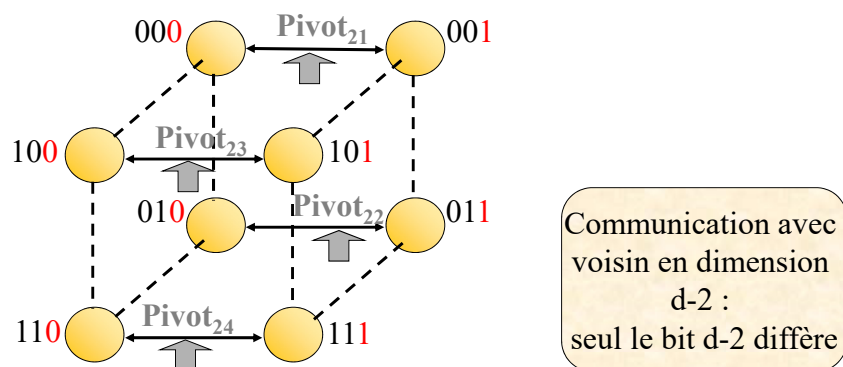 000 Pivot21 001
100 Pivot23 101
010 Pivot22 011
110 Pivot24 111
Communication avec
voisin en dimension
d-2 :
seul le bit d-2 diffère